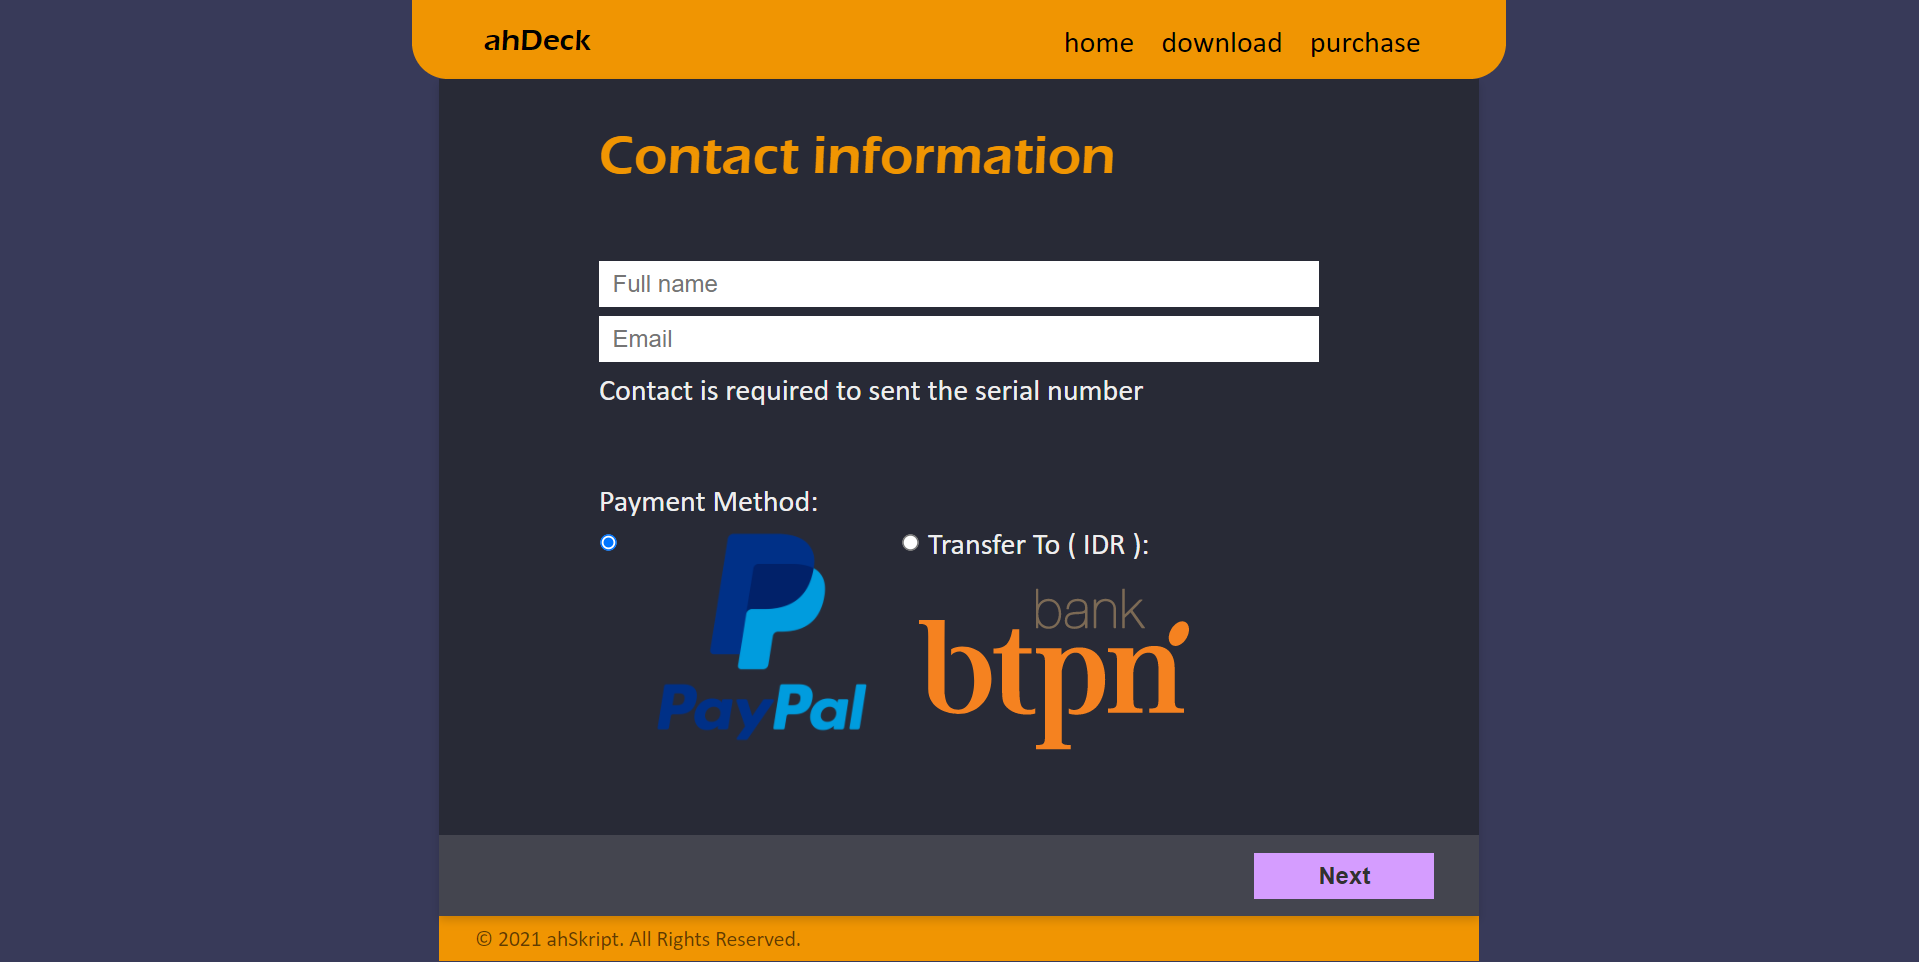 ahDeck
home download purchase
Contact information
Full name
Email
Contact is required to sent the serial number
Payment Method:
Transfer To ( IDR ):
PayPal
bank
btpn
Next
© 2021 ahSkript. All Rights Reserved.